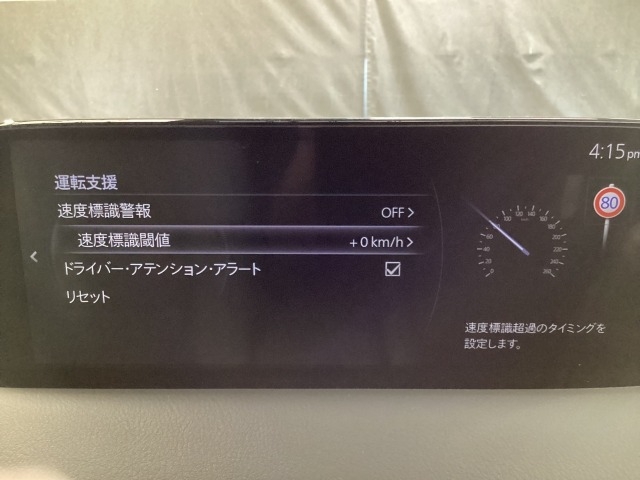 4:15 pm
運転支援
速度標識警報 OFF >
速度標識閾値 +0 km/h >
ドライバー・アテンション・アラート
リセット
80
速度標識超過のタイミングを
設定します。